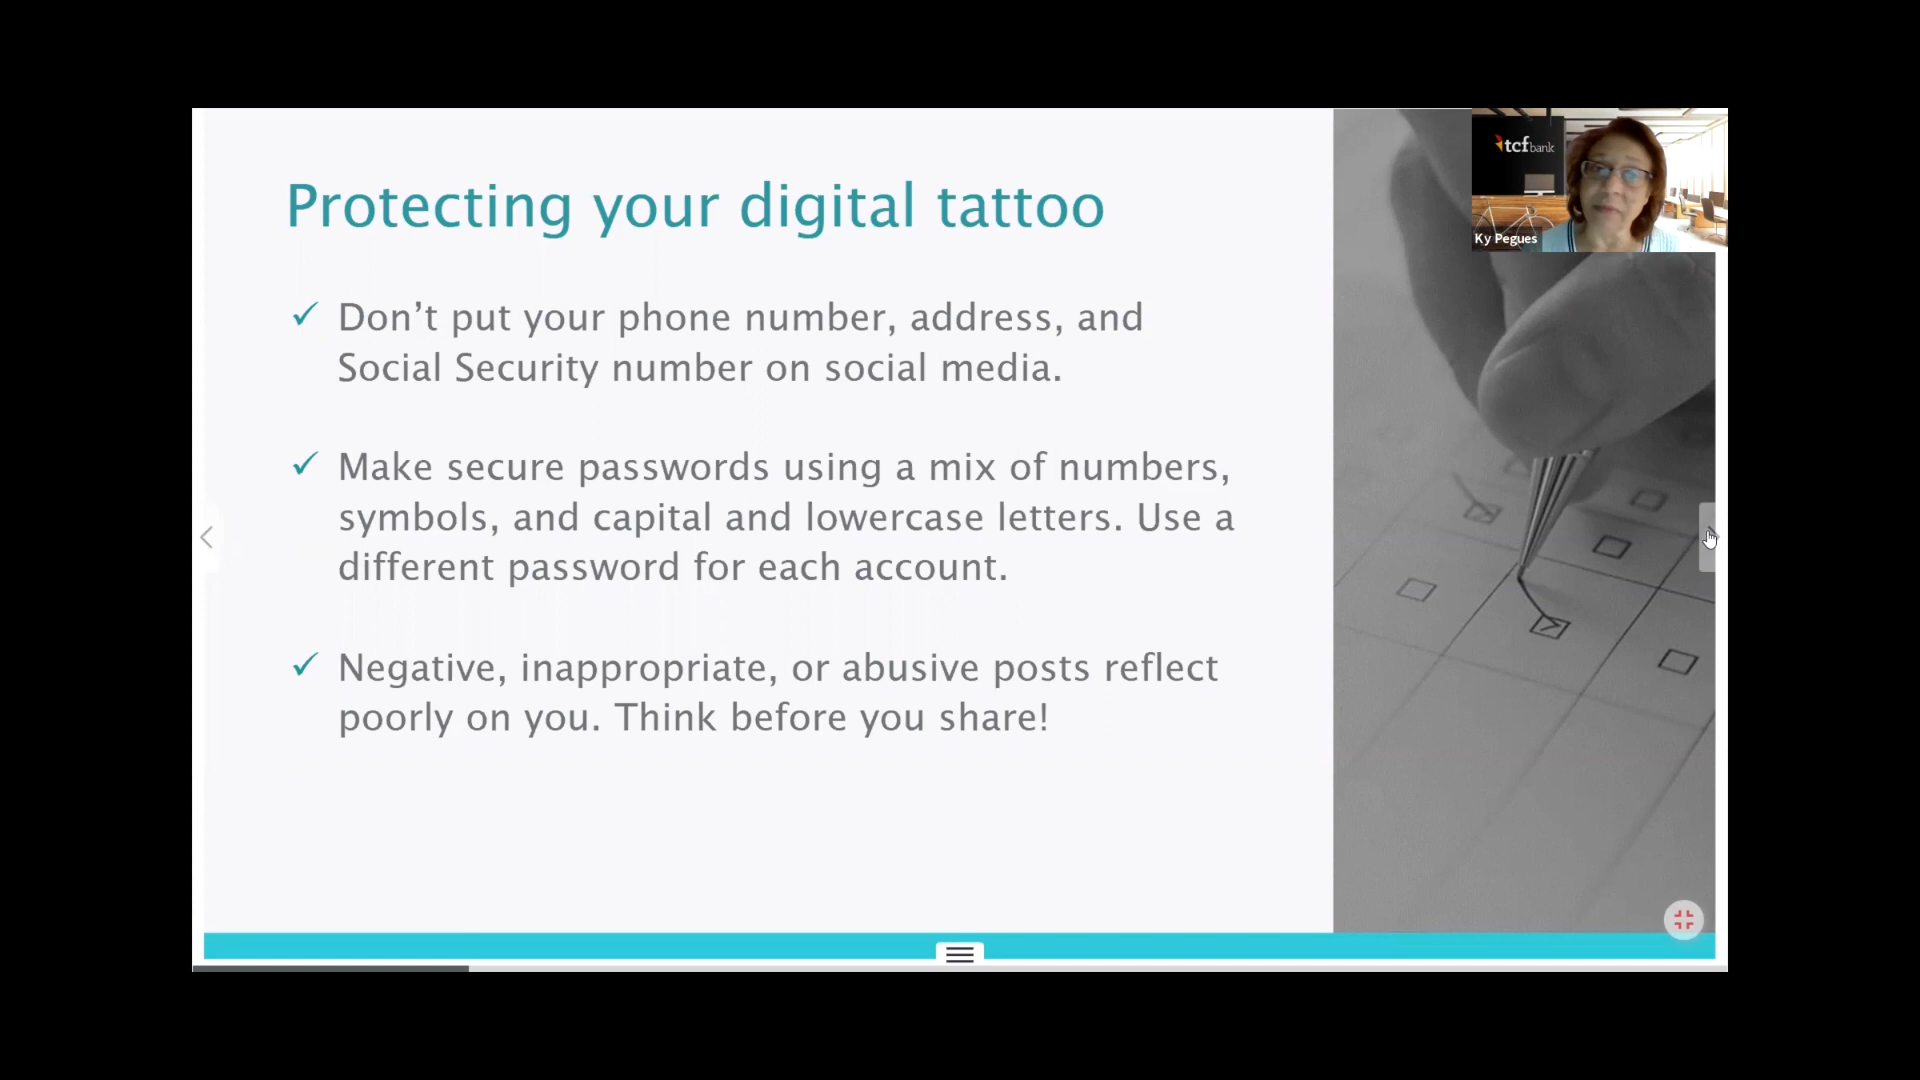 tcf bank
Ky Pegues
Protecting your digital tattoo
✓ Don’t put your phone number, address, and
Social Security number on social media.
✓ Make secure passwords using a mix of numbers,
symbols, and capital and lowercase letters. Use a
different password for each account.
✓ Negative, inappropriate, or abusive posts reflect
poorly on you. Think before you share!